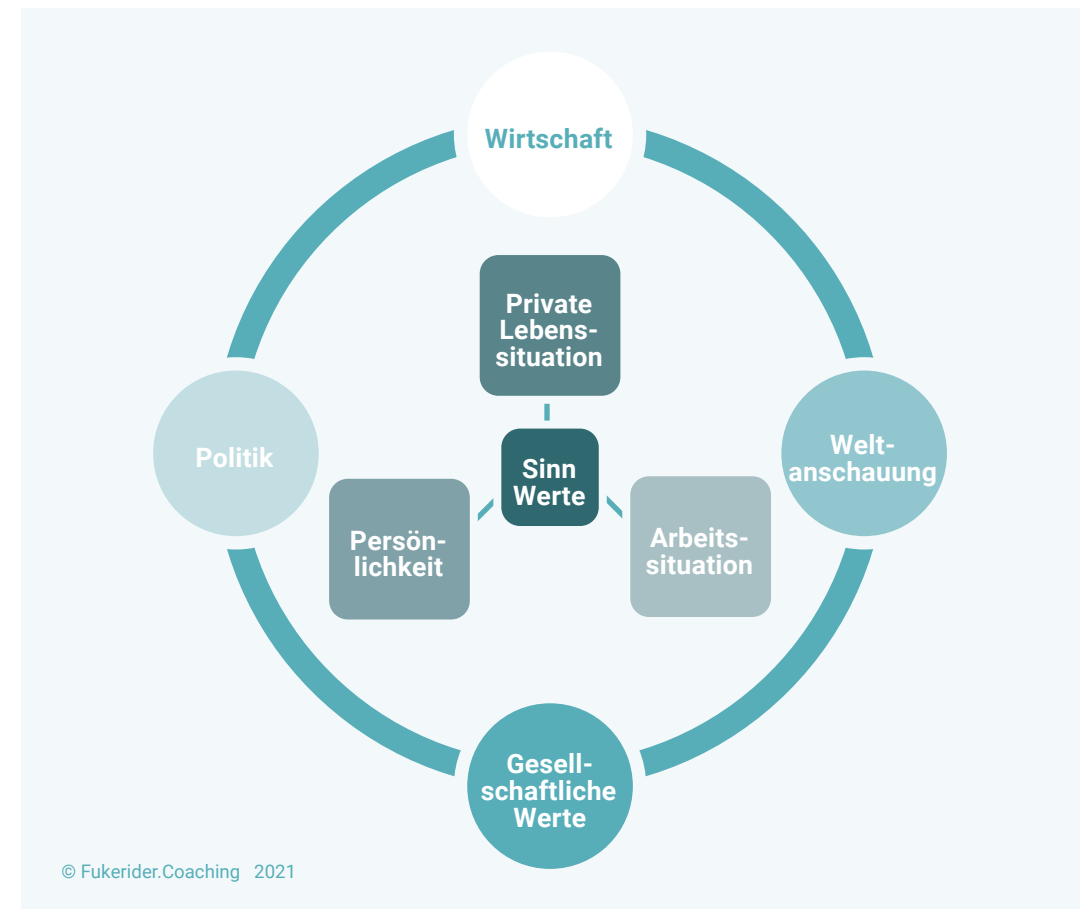 Wirtschaft
Private
Lebens-
situation
Politik
Welt-
anschauung
Sinn
Werte
Persön-
lichkeit
Arbeits-
situation
Gesell-
schaftliche
Werte
© Fukerider.Coaching 2021